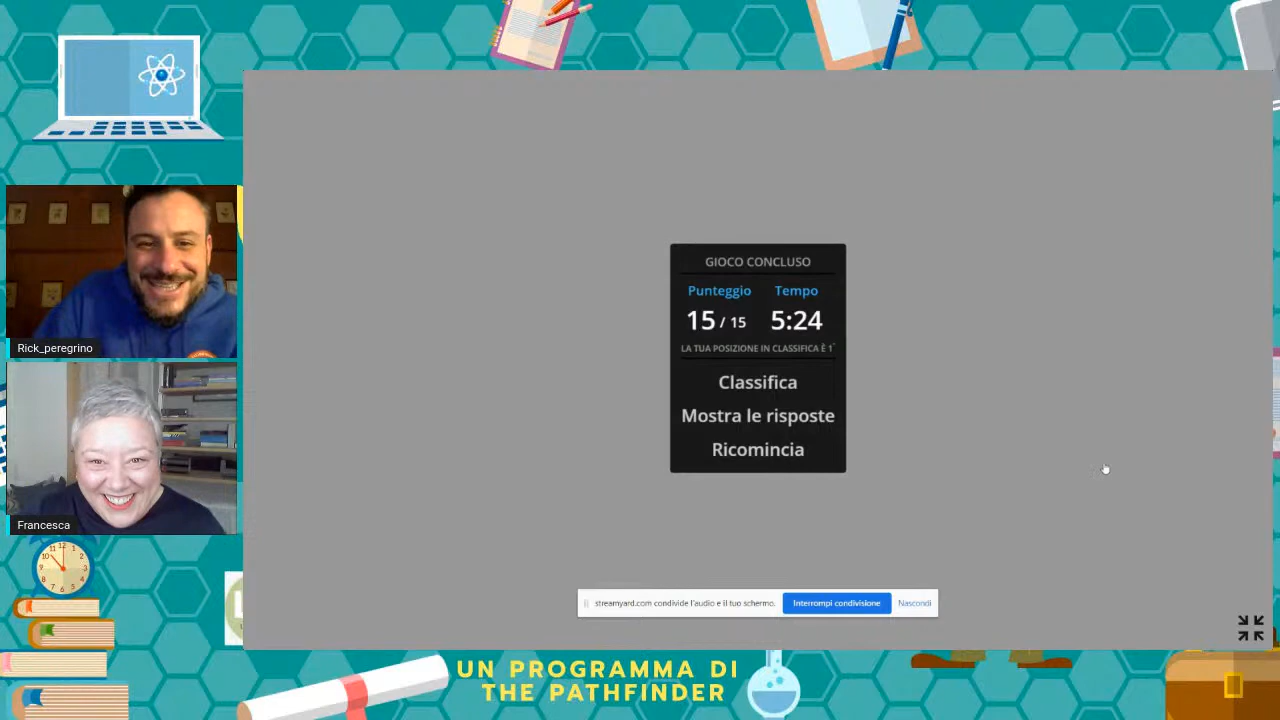 GIOCO CONCLUSO
Punteggio Tempo
15 / 15 5:24
LA TUA POSIZIONE IN CLASSIFICA È 1°
Classifica
Mostra le risposte
Ricomincia
Rick_peregrino
Francesca
streamyard.com condivide l'audio e il tuo schermo. Interrompi condivisione Nascondi
UN PROGRAMMA DI
THE PATHFINDER